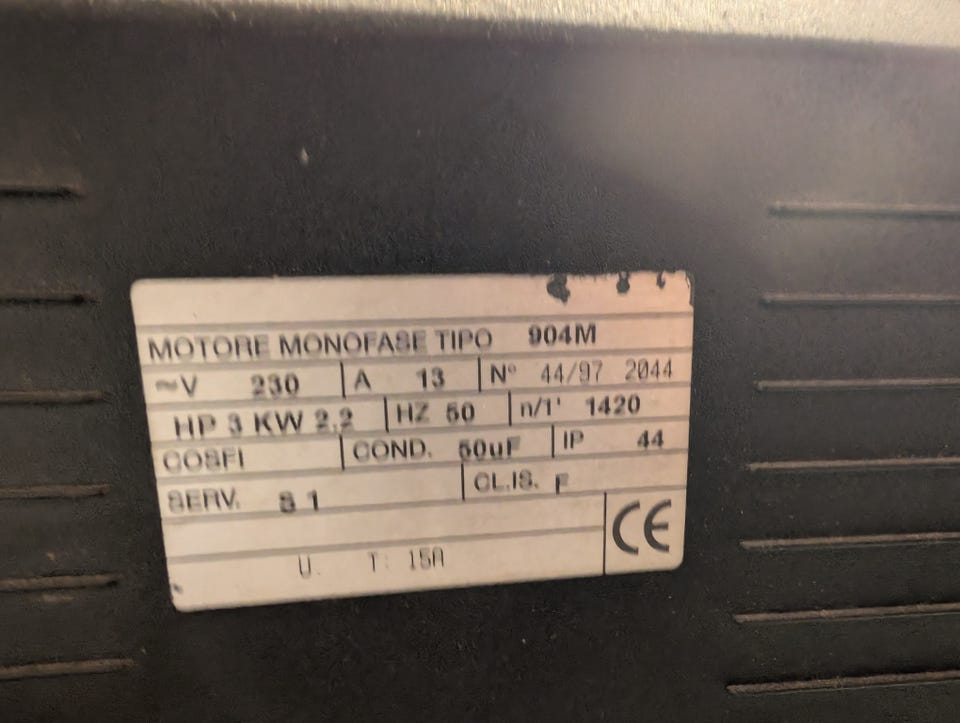 MOTORE MONOFASE TIPO 904M
~V 230 A 13 N° 44/97 2044
HP 3 KW 2,2 HZ 50 n/1' 1420
COSFI COND. 50uF IP 44
SERV. S1 CL.IS. F
CE
U. T: 15A